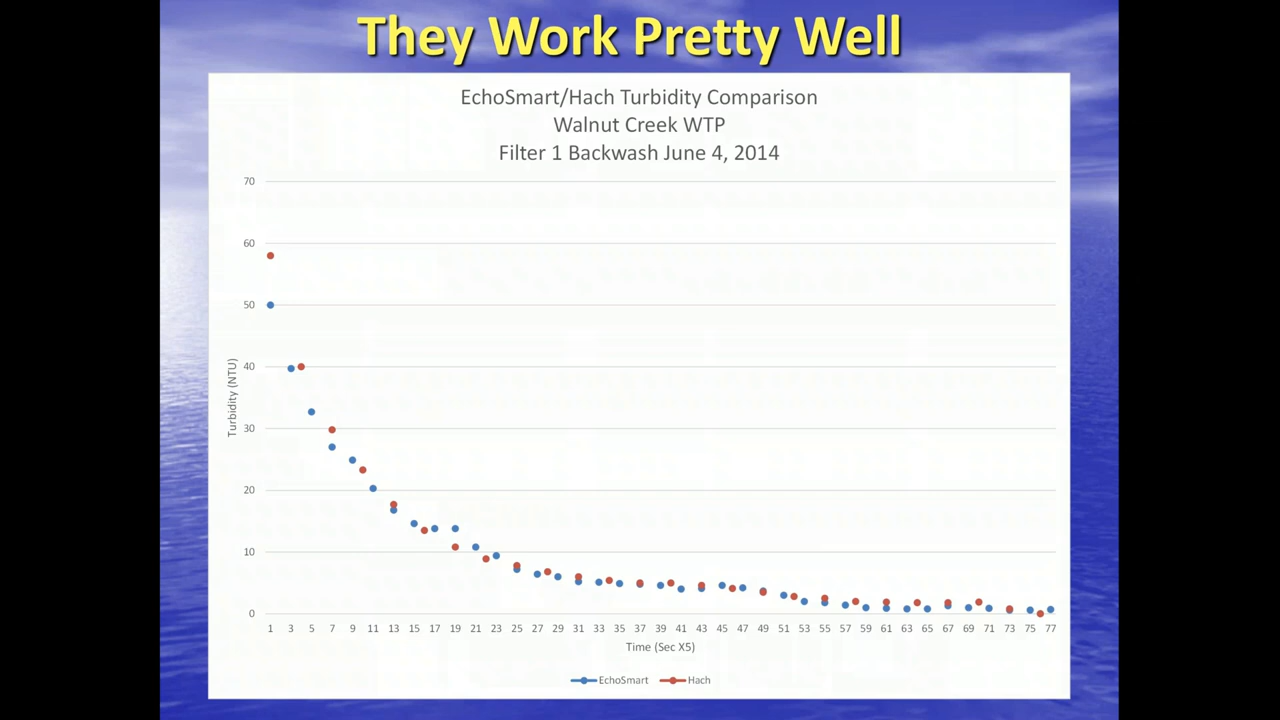 They Work Pretty Well
EchoSmart/Hach Turbidity Comparison
Walnut Creek WTP
Filter 1 Backwash June 4, 2014
70
60
50
40
30
20
10
0
Turbidity (NTU)
1 3 5 7 9 11 13 15 17 19 21 23 25 27 29 31 33 35 37 39 41 43 45 47 49 51 53 55 57 59 61 63 65 67 69 71 73 75 77
Time (Sec X5)
EchoSmart Hach